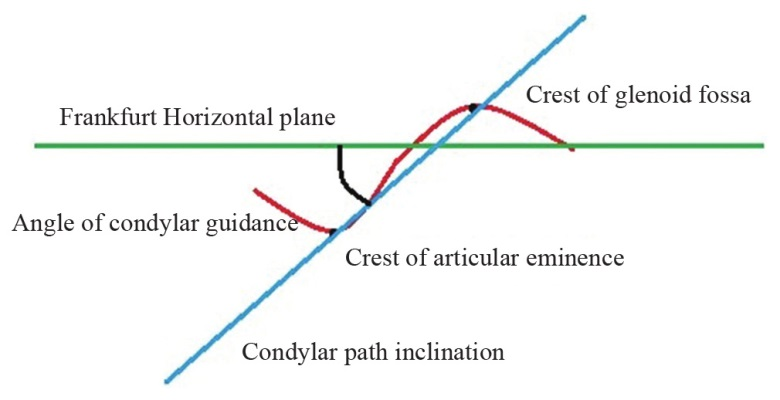 Crest of glenoid fossa
Frankfurt Horizontal plane
Angle of condylar guidance
Crest of articular eminence
Condylar path inclination